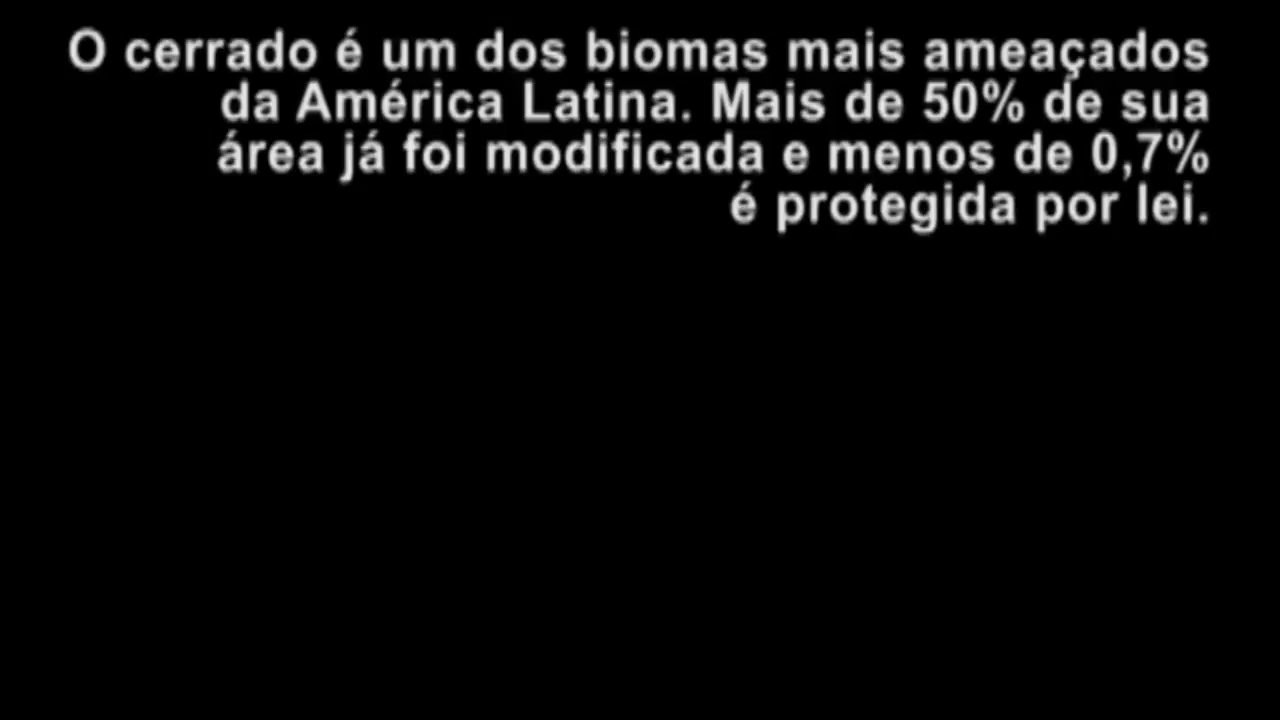 O cerrado é um dos biomas mais ameaçados
da América Latina. Mais de 50% de sua
área já foi modificada e menos de 0,7%
é protegida por lei.